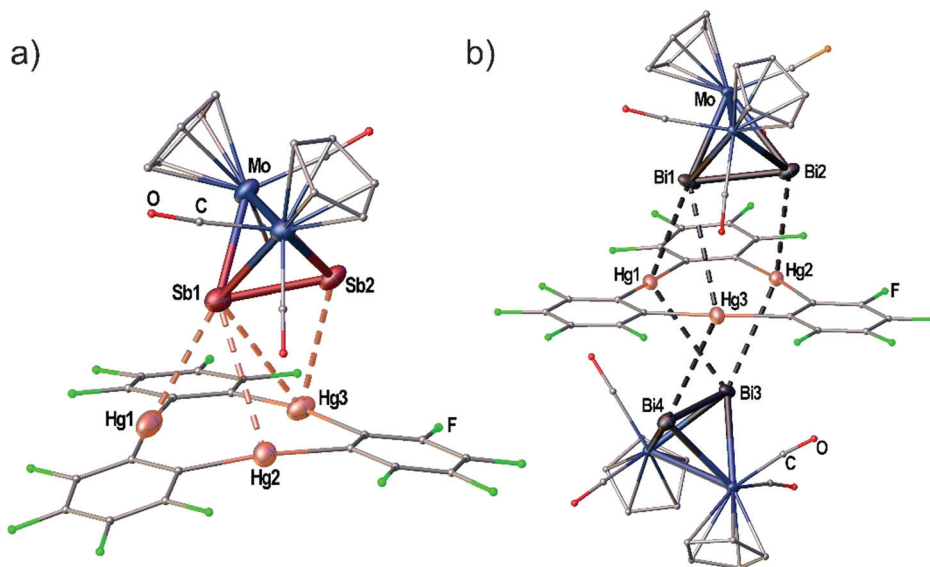 a)
Mo
O
C
Sb1
Sb2
Hg1
Hg3
F
Hg2
b)
Mo
Bi1
Bi2
Hg1
Hg2
Hg3
F
Bi4
Bi3
O
C